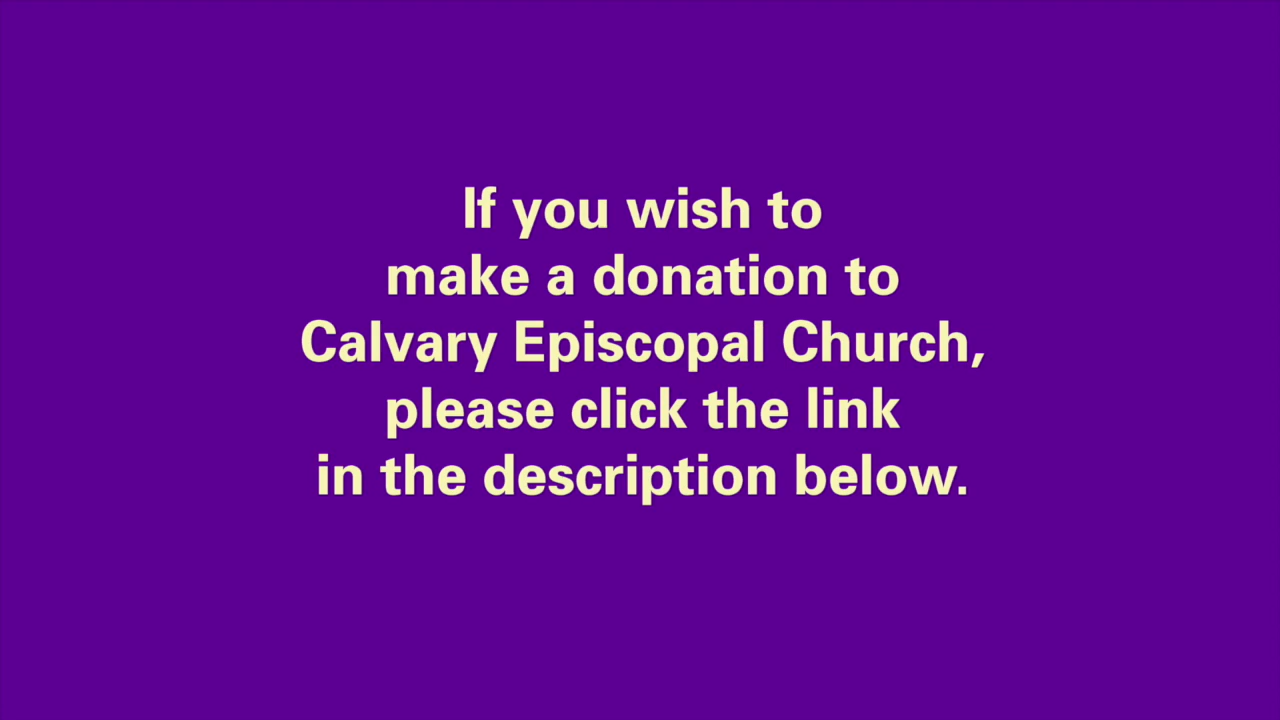 If you wish to
make a donation to
Calvary Episcopal Church,
please click the link
in the description below.